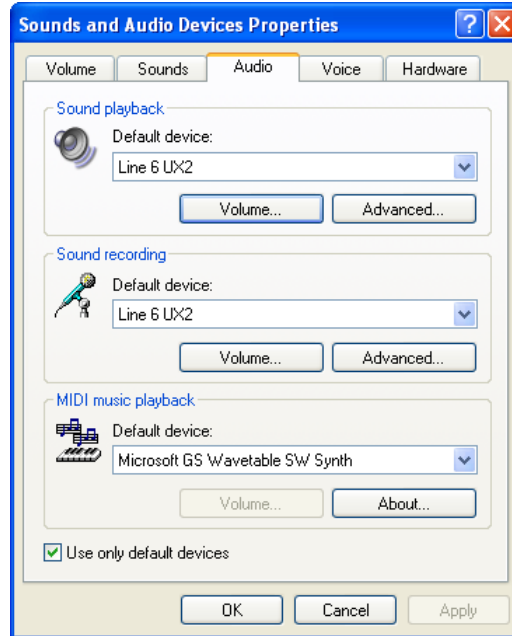 Sounds and Audio Devices Properties
?
Volume Sounds Audio Voice Hardware
Sound playback
Default device:
Line 6 UX2
Volume... Advanced...
Sound recording
Default device:
Line 6 UX2
Volume... Advanced...
MIDI music playback
Default device:
Microsoft GS Wavetable SW Synth
Volume... About...
Use only default devices
OK Cancel Apply